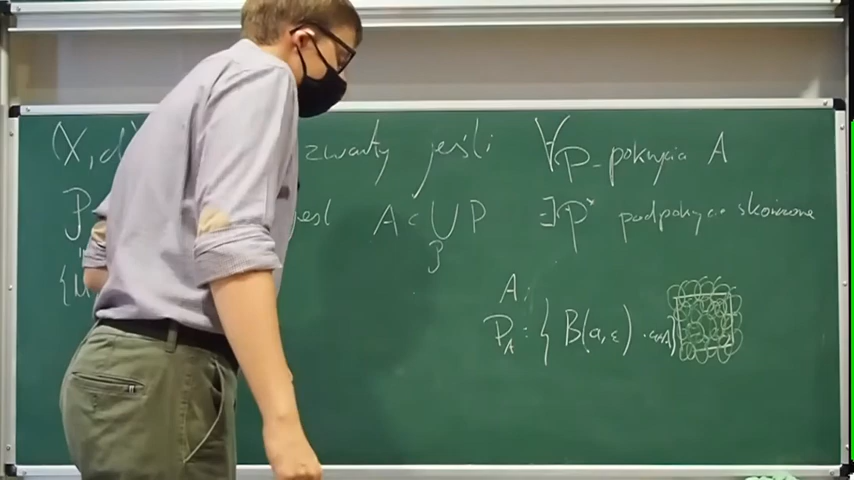 (X, d) zwarty jeśli ∀ P - pokrycia A
P A ⊂ ⋃ P ∃ P* podpokrycie skończone
P
{U
A:
P_A : { B(a, ε) : a∈A}